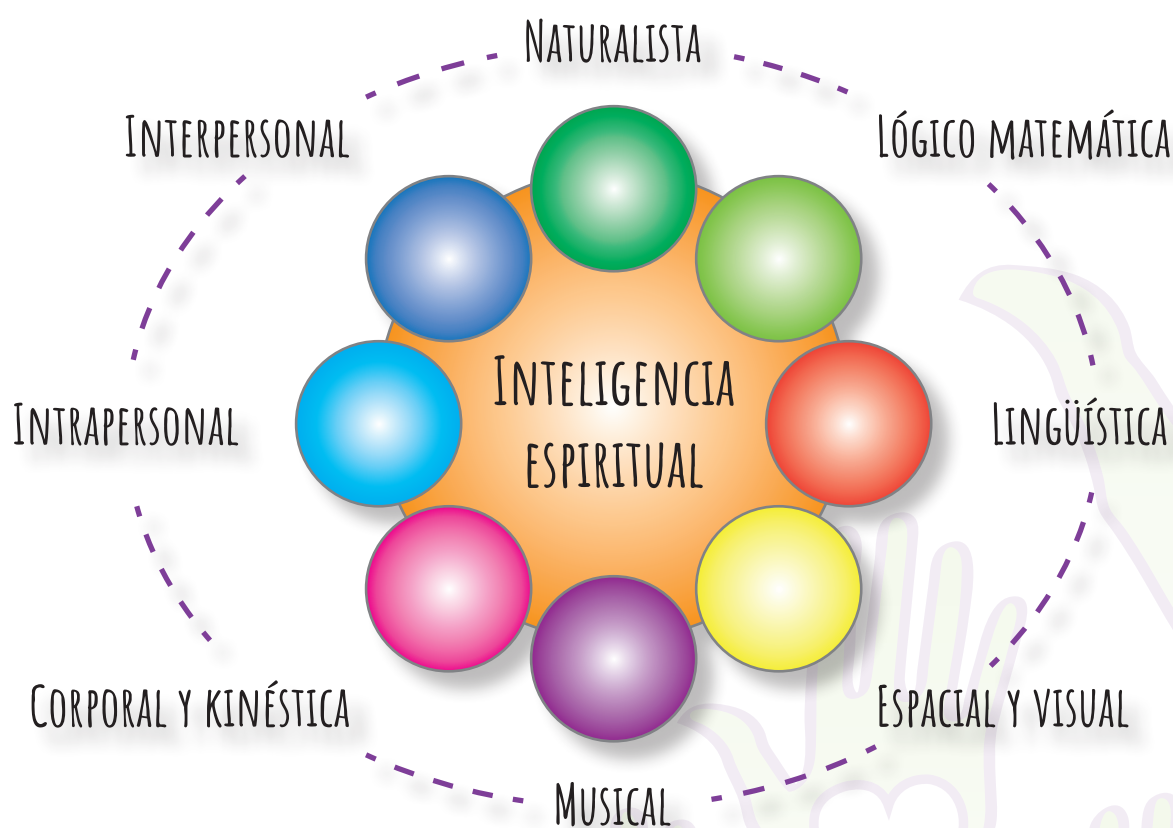 Naturalista
Interpersonal
Lógico matemática
Inteligencia
espiritual
Intrapersonal
Lingüística
Corporal y kinéstica
Espacial y visual
Musical